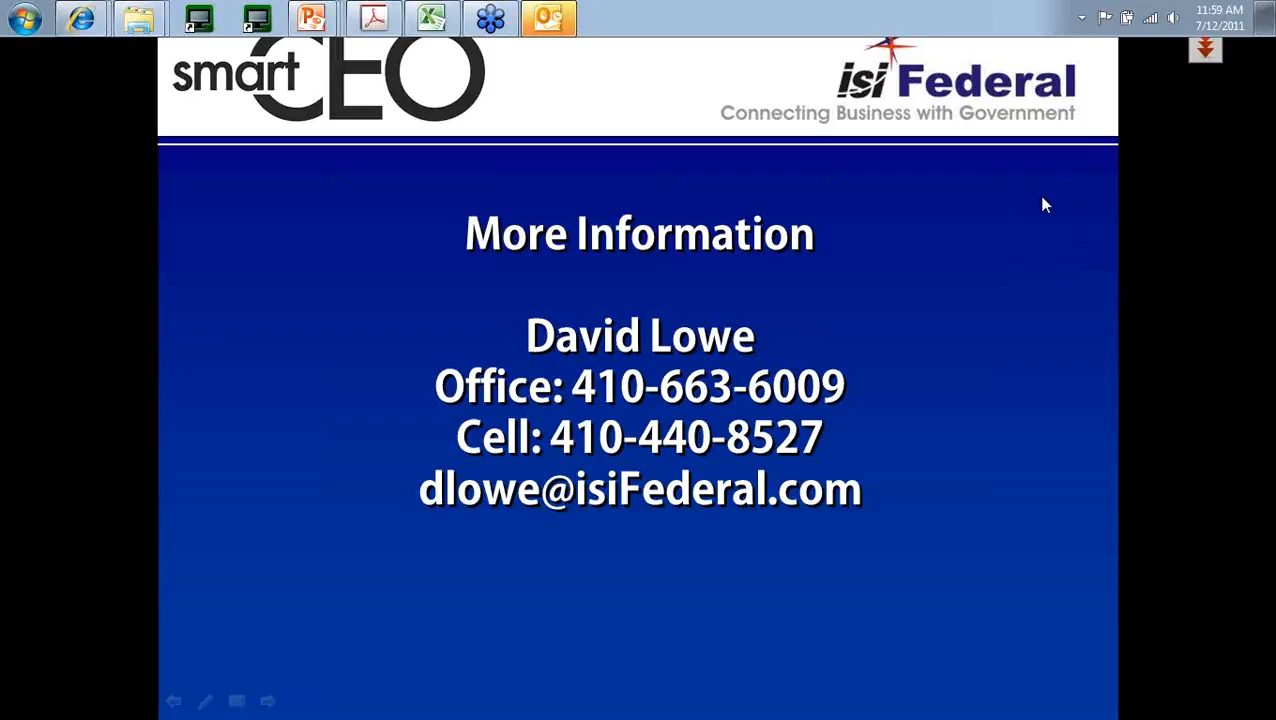 11:59 AM
7/12/2011
smart CEO
isi Federal
Connecting Business with Government
More Information
David Lowe
Office: 410-663-6009
Cell: 410-440-8527
dlowe@isiFederal.com